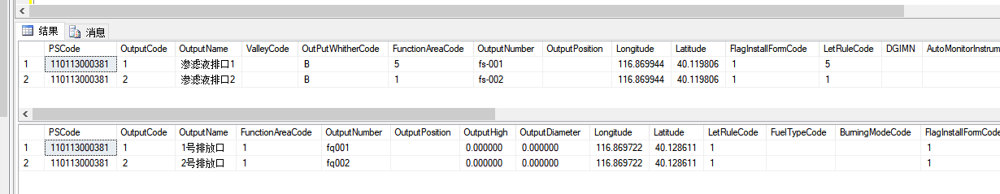 结果 消息
PSCode OutputCode OutputName ValleyCode OutPutWhitherCode FunctionAreaCode OutputNumber OutputPosition Longitude Latitude FlagInstallFormCode LetRuleCode DGIMN AutoMonitorInstrum
1 110113000381 1 渗滤液排口1 B 5 fs-001 116.869944 40.119806 1 5
2 110113000381 2 渗滤液排口2 B 1 fs-002 116.869944 40.119806 1 1
PSCode OutputCode OutputName FunctionAreaCode OutputNumber OutputPosition OutputHigh OutputDiameter Longitude Latitude LetRuleCode FuelTypeCode BurningModeCode FlagInstallFormCode
1 110113000381 1 1号排放口 1 fq001 0.000000 0.000000 116.869722 40.128611 1 1
2 110113000381 2 2号排放口 1 fq002 0.000000 0.000000 116.869722 40.128611 1 1